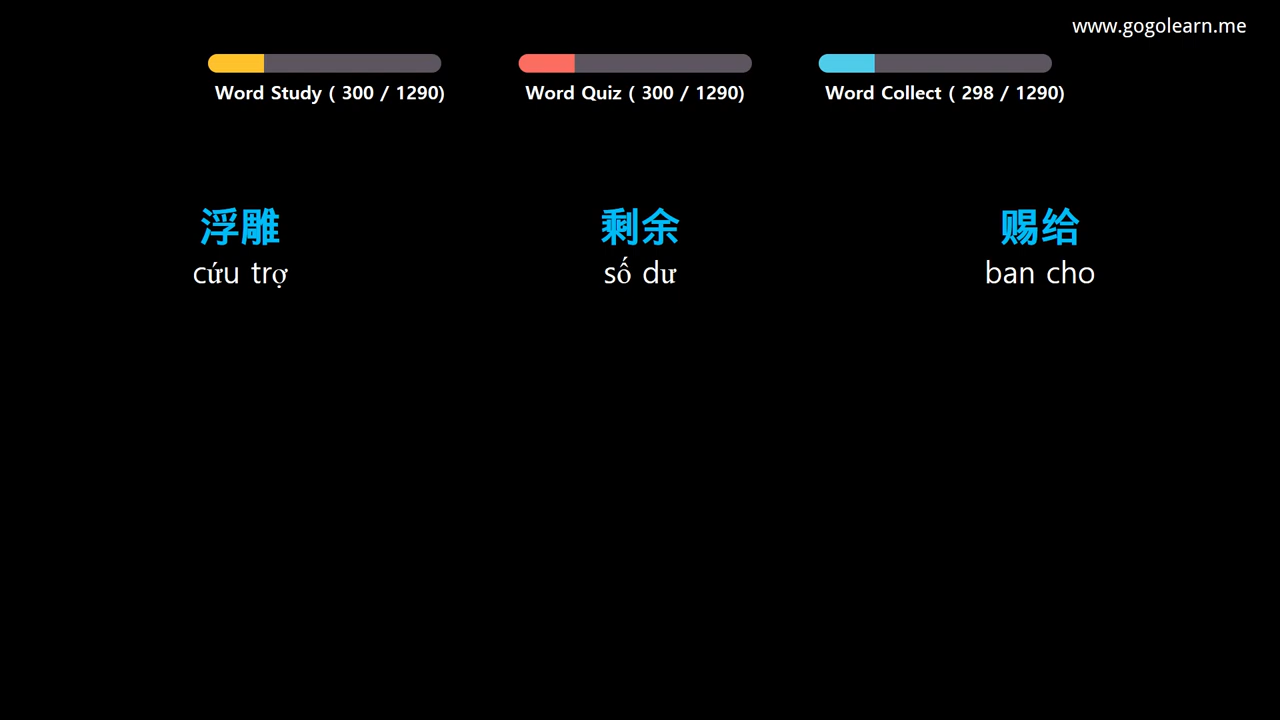 www.gogolearn.me
Word Study ( 300 / 1290)
Word Quiz ( 300 / 1290)
Word Collect ( 298 / 1290)
浮雕
cứu trợ
剩余
số dư
赐给
ban cho